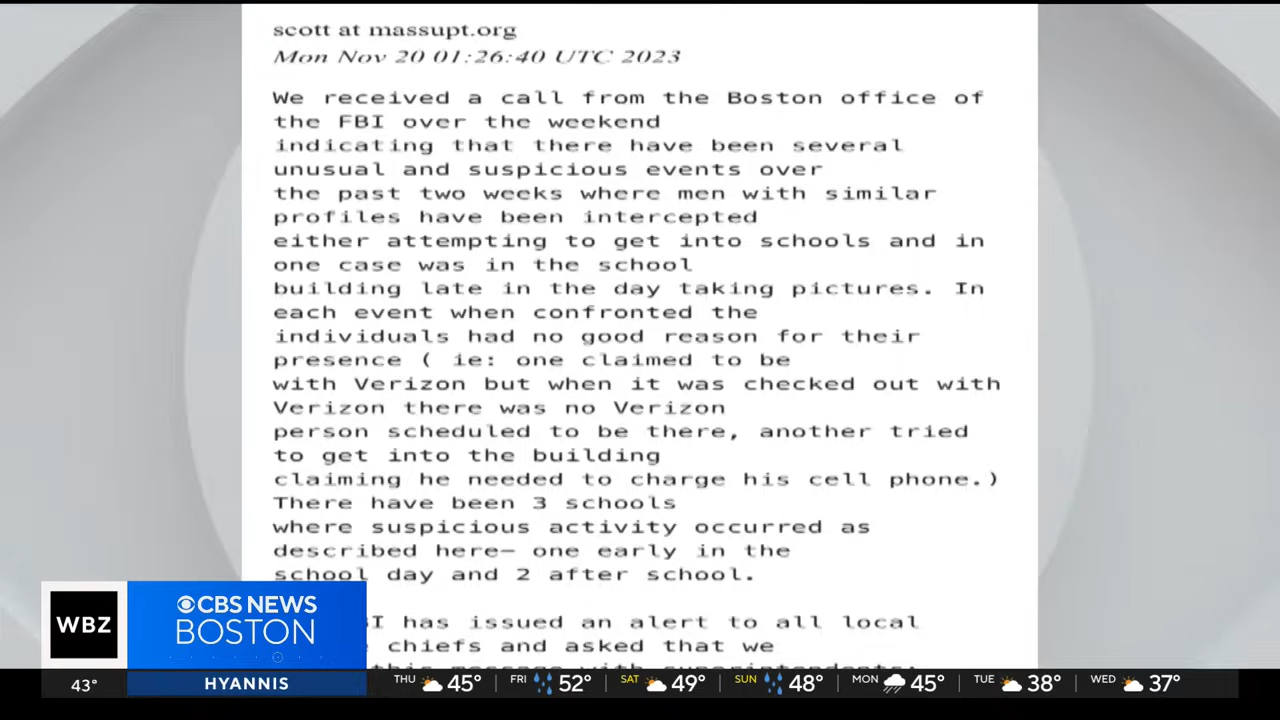 scott at massupt.org
Mon Nov 20 01:26:40 UTC 2023
We received a call from the Boston office of
the FBI over the weekend
indicating that there have been several
unusual and suspicious events over
the past two weeks where men with similar
profiles have been intercepted
either attempting to get into schools and in
one case was in the school
building late in the day taking pictures. In
each event when confronted the
individuals had no good reason for their
presence ( ie: one claimed to be
with Verizon but when it was checked out with
Verizon there was no Verizon
person scheduled to be there, another tried
to get into the building
claiming he needed to charge his cell phone.)
There have been 3 schools
where suspicious activity occurred as
described here— one early in the
school day and 2 after school.
has issued an alert to all local
chiefs and asked that we
this message with superintendents:
WBZ
CBS NEWS
BOSTON
43° HYANNIS THU 45° FRI 52° SAT 49° SUN 48° MON 45° TUE 38° WED 37°